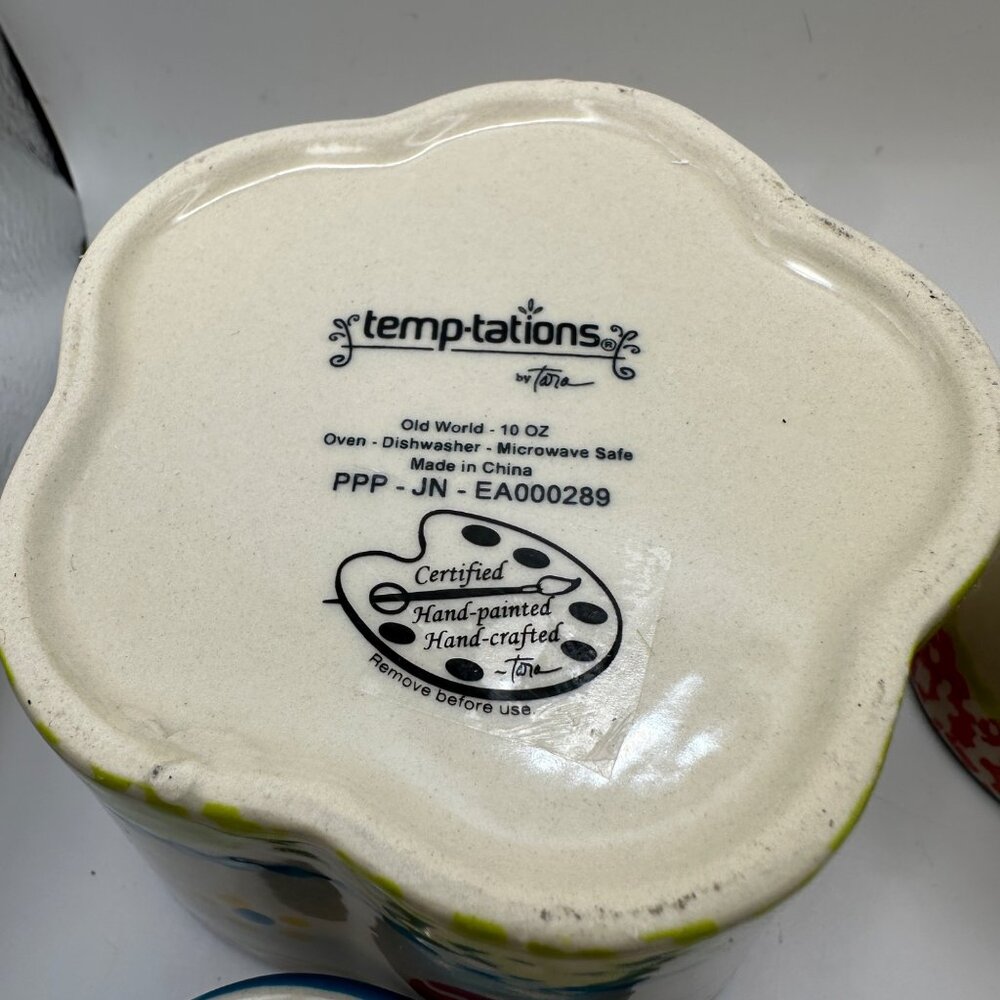 temp-tations®
by Tara
Old World - 10 OZ
Oven - Dishwasher - Microwave Safe
Made in China
PPP - JN - EA000289
Certified
Hand-painted
Hand-crafted
~Tara
Remove before use.